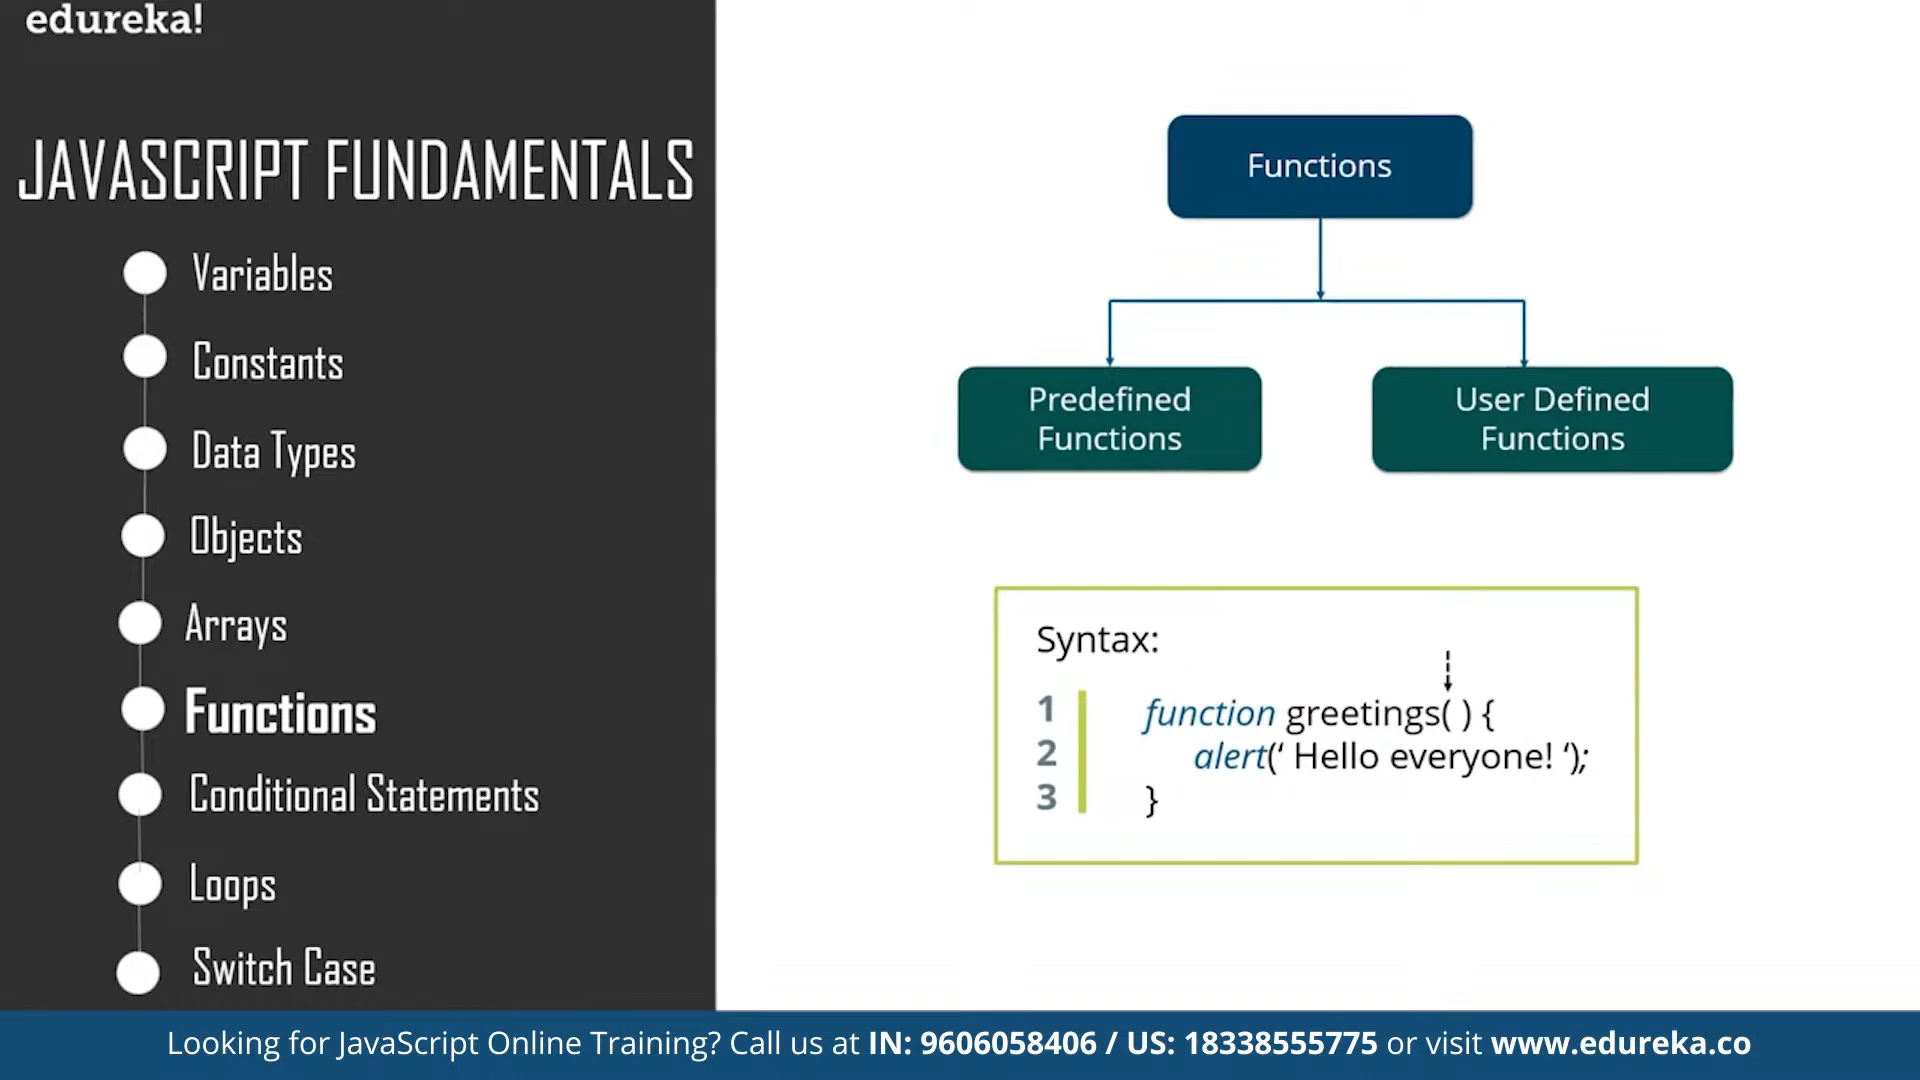 edureka!
JAVASCRIPT FUNDAMENTALS
Variables
Constants
Data Types
Objects
Arrays
Functions
Conditional Statements
Loops
Switch Case
Functions
Predefined
Functions
User Defined
Functions
Syntax:
1 function greetings( ) {
2 alert(‘ Hello everyone! ‘);
3 }
Looking for JavaScript Online Training? Call us at IN: 9606058406 / US: 18338555775 or visit www.edureka.co